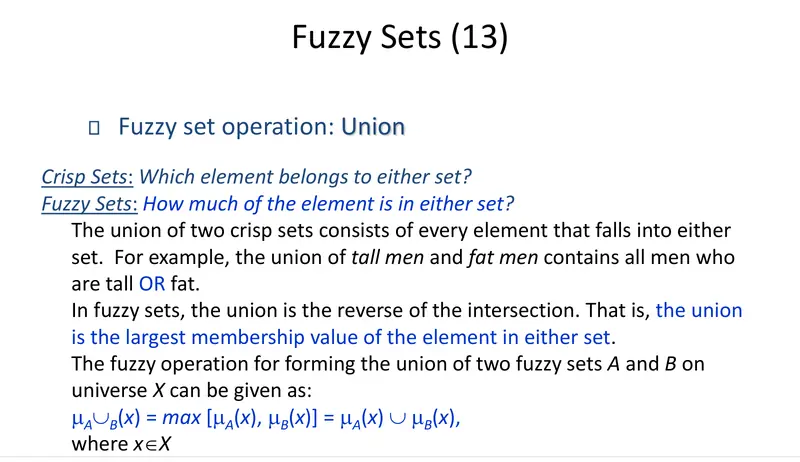 Fuzzy Sets (13)
Fuzzy set operation: Union
Crisp Sets: Which element belongs to either set?
Fuzzy Sets: How much of the element is in either set?
The union of two crisp sets consists of every element that falls into either
set. For example, the union of tall men and fat men contains all men who
are tall OR fat.
In fuzzy sets, the union is the reverse of the intersection. That is, the union
is the largest membership value of the element in either set.
The fuzzy operation for forming the union of two fuzzy sets A and B on
universe X can be given as:
μA∪B(x) = max [μA(x), μB(x)] = μA(x) ∪ μB(x),
where x∈X